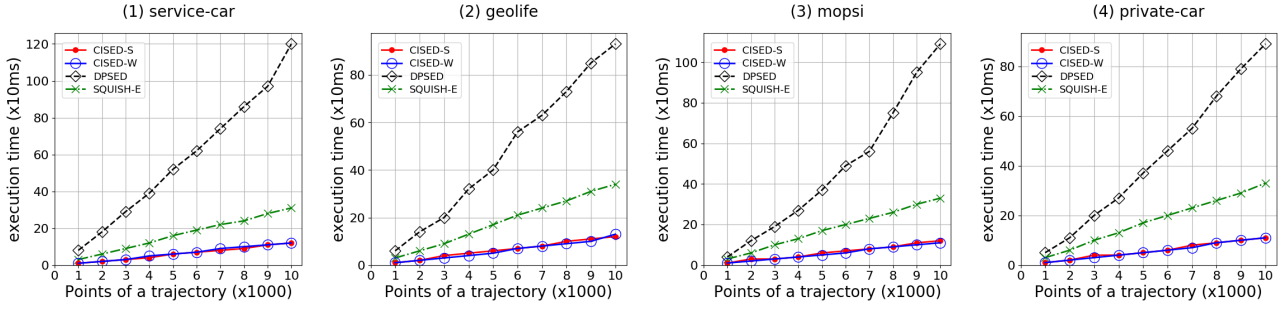 (1) service-car
execution time (x10ms)
120
100
80
60
40
20
0
CISED-S
CISED-W
DPSED
SQUISH-E
0 1 2 3 4 5 6 7 8 9 10
Points of a trajectory (x1000)
(2) geolife
execution time (x10ms)
80
60
40
20
0
CISED-S
CISED-W
DPSED
SQUISH-E
0 1 2 3 4 5 6 7 8 9 10
Points of a trajectory (x1000)
(3) mopsi
execution time (x10ms)
100
80
60
40
20
0
CISED-S
CISED-W
DPSED
SQUISH-E
0 1 2 3 4 5 6 7 8 9 10
Points of a trajectory (x1000)
(4) private-car
execution time (x10ms)
80
60
40
20
0
CISED-S
CISED-W
DPSED
SQUISH-E
0 1 2 3 4 5 6 7 8 9 10
Points of a trajectory (x1000)